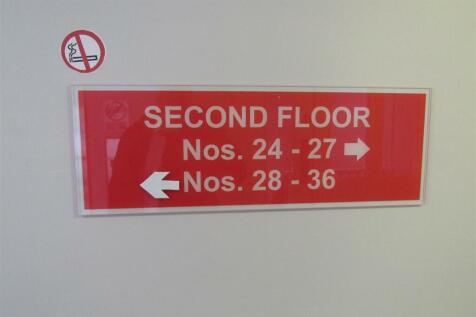 SECOND FLOOR
Nos. 24 - 27
Nos. 28 - 36